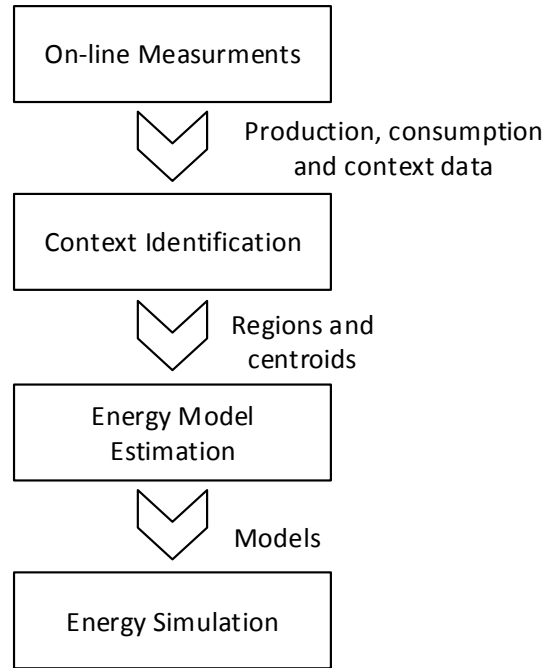 On-line Measurments
Production, consumption
and context data
Context Identification
Regions and
centroids
Energy Model
Estimation
Models
Energy Simulation